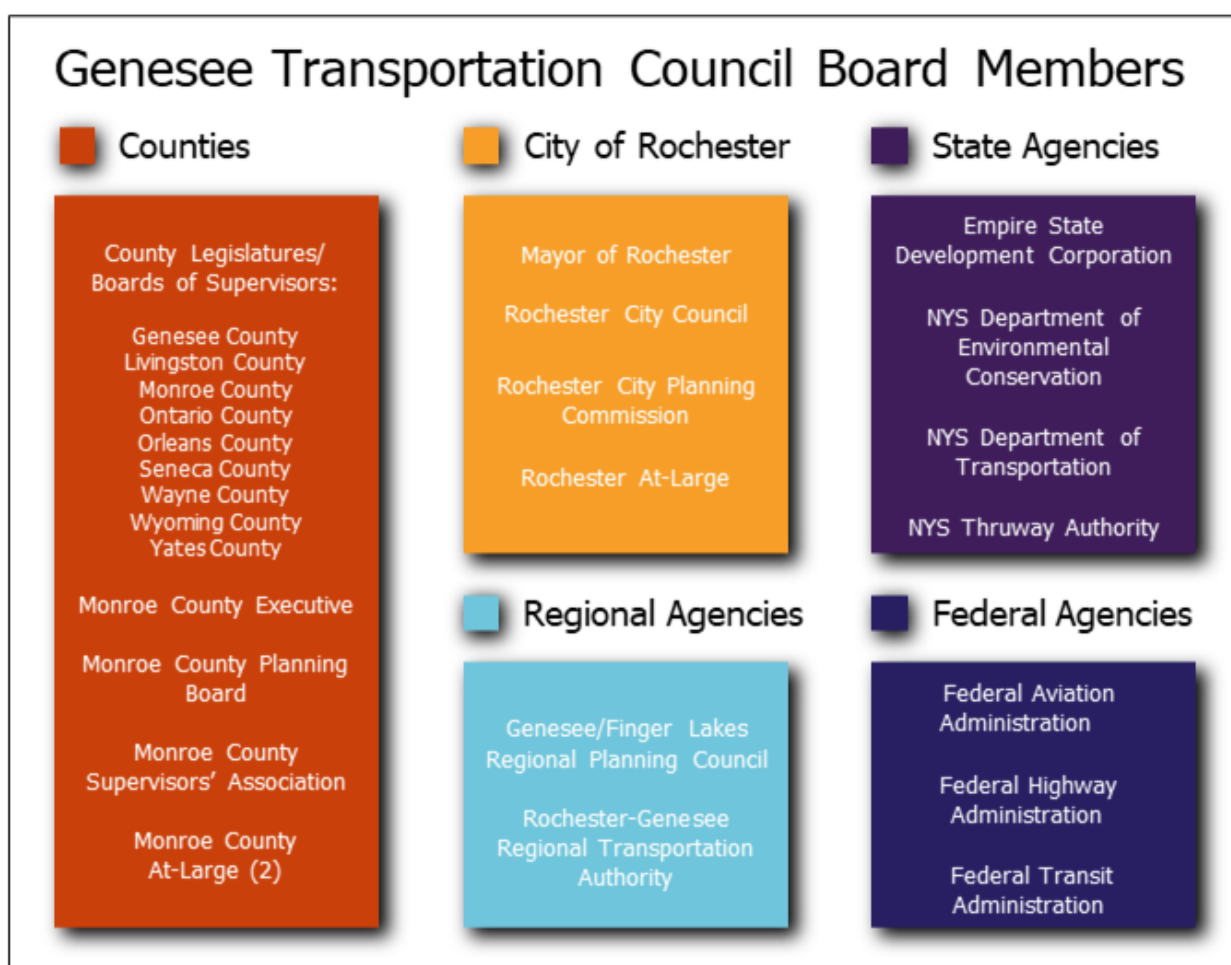 Genesee Transportation Council Board Members
Counties
County Legislatures/
Boards of Supervisors:
Genesee County
Livingston County
Monroe County
Ontario County
Orleans County
Seneca County
Wayne County
Wyoming County
Yates County
Monroe County Executive
Monroe County Planning
Board
Monroe County
Supervisors’ Association
Monroe County
At-Large (2)
City of Rochester
Mayor of Rochester
Rochester City Council
Rochester City Planning
Commission
Rochester At-Large
State Agencies
Empire State
Development Corporation
NYS Department of
Environmental
Conservation
NYS Department of
Transportation
NYS Thruway Authority
Regional Agencies
Genesee/Finger Lakes
Regional Planning Council
Rochester-Genesee
Regional Transportation
Authority
Federal Agencies
Federal Aviation
Administration
Federal Highway
Administration
Federal Transit
Administration